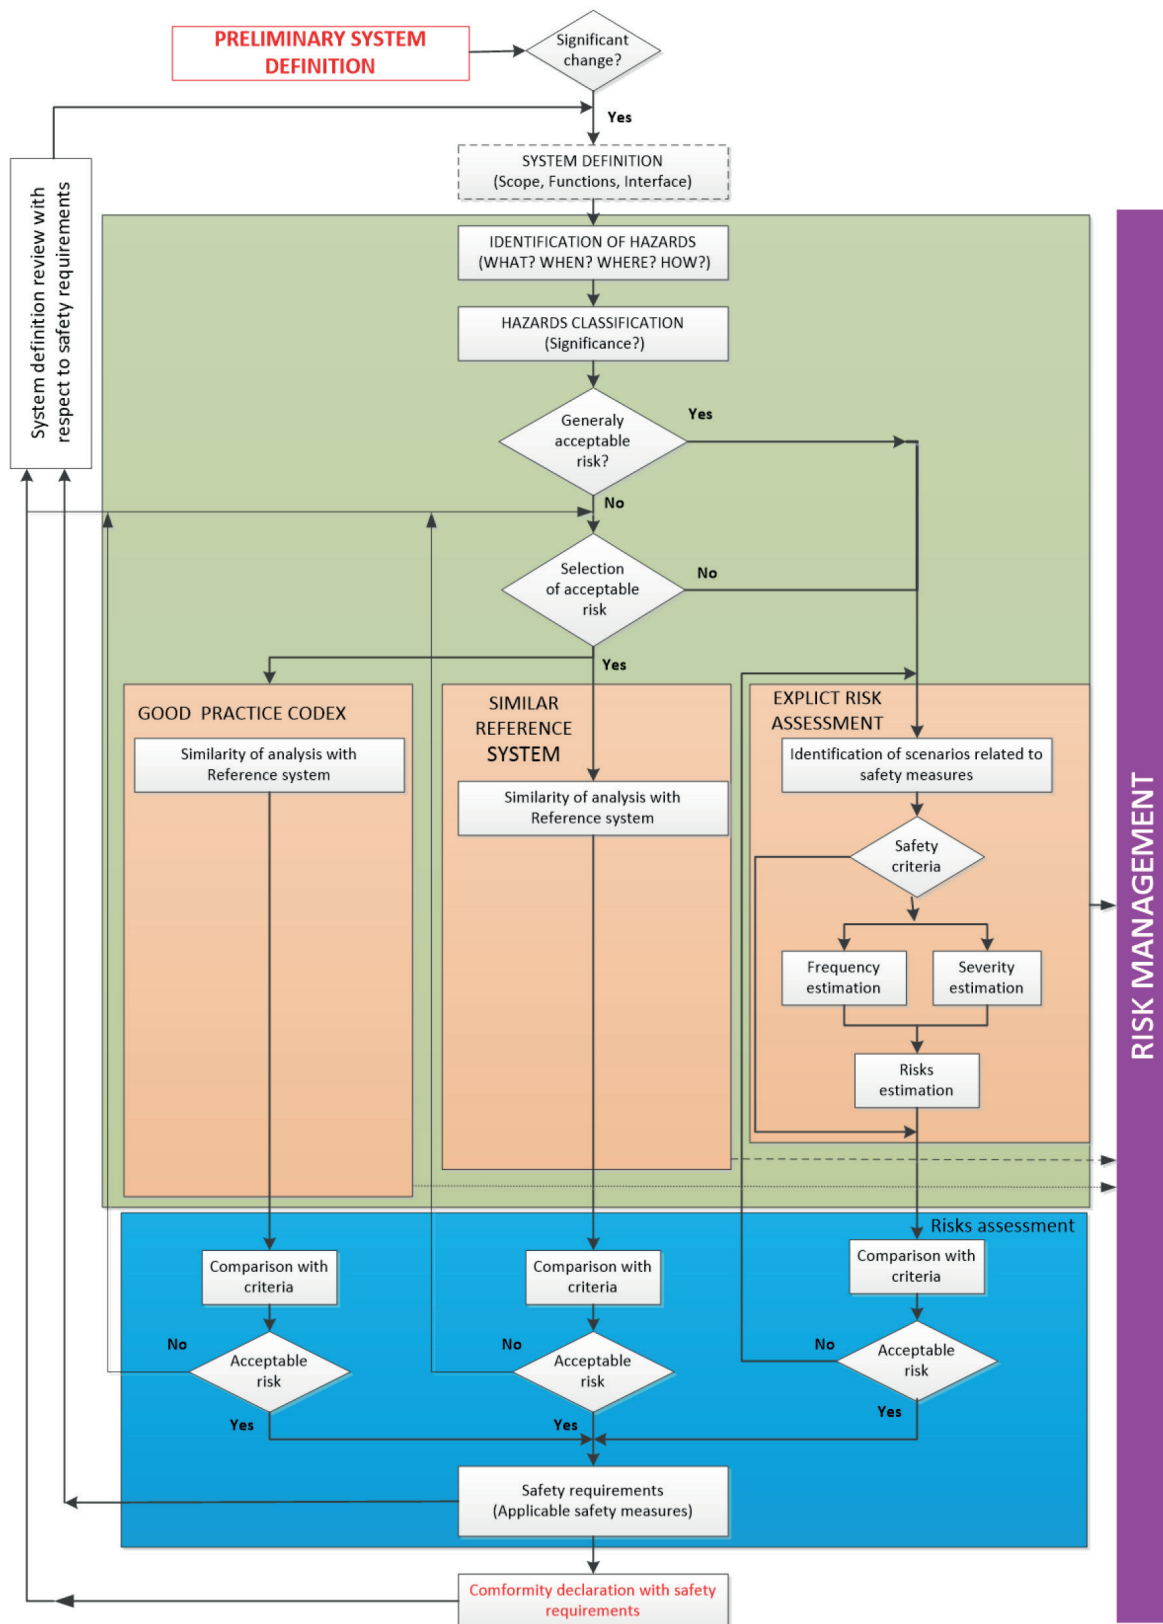 PRELIMINARY SYSTEM
DEFINITION
Significant
change?
Yes
System definition review with
respect to safety requirements
SYSTEM DEFINITION
(Scope, Functions, Interface)
IDENTIFICATION OF HAZARDS
(WHAT? WHEN? WHERE? HOW?)
HAZARDS CLASSIFICATION
(Significance?)
Generaly
acceptable
risk?
Yes
No
Selection
of acceptable
risk
No
Yes
GOOD PRACTICE CODEX
Similarity of analysis with
Reference system
SIMILAR
REFERENCE
SYSTEM
Similarity of analysis with
Reference system
EXPLICT RISK
ASSESSMENT
Identification of scenarios related to
safety measures
Safety
criteria
Frequency
estimation
Severity
estimation
Risks
estimation
RISK MANAGEMENT
Risks assessment
Comparison with
criteria
Comparison with
criteria
Comparison with
criteria
No
Acceptable
risk
Yes
No
Acceptable
risk
Yes
No
Acceptable
risk
Yes
Safety requirements
(Applicable safety measures)
Comformity declaration with safety
requirements